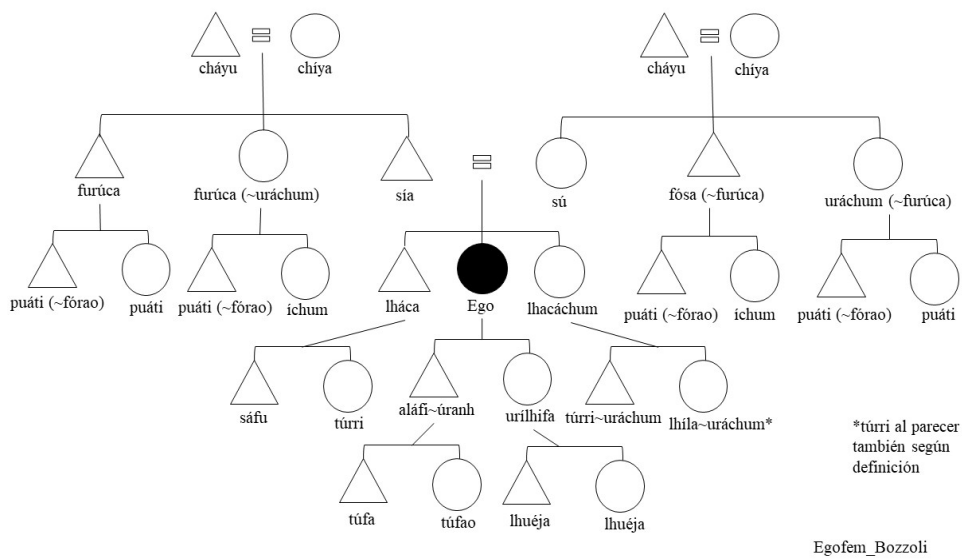 cháyu
chíya
cháyu
chíya
furúca
furúca (~uráchum)
sía
sú
fósa (~furúca)
uráchum (~furúca)
puáti (~fórao)
puáti
puáti (~fórao)
íchum
lháca
Ego
lhacáchum
puáti (~fórao)
íchum
puáti (~fórao)
puáti
sáfu
túrri
aláfi~úranh
urílhifa
túrri~uráchum
lhíla~uráchum*
*túrri al parecer
también según
definición
túfa
túfao
lhuéja
lhuéja
Egofem_Bozzoli